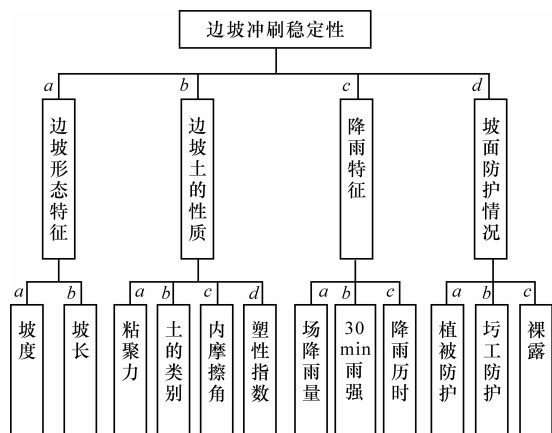 边坡冲刷稳定性
a
b
c
d
边坡形态特征
边坡土的性质
降雨特征
坡面防护情况
a
b
a
b
c
d
a
b
c
a
b
c
坡度
坡长
粘聚力
土的类别
内摩擦角
塑性指数
场降雨量
30 min 雨强
降雨历时
植被防护
圬工防护
裸露